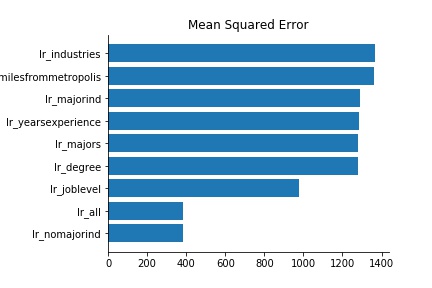 Mean Squared Error
lr_industries
milesfrommetropolis
lr_majorind
lr_yearsexperience
lr_majors
lr_degree
lr_joblevel
lr_all
lr_nomajorind
0 200 400 600 800 1000 1200 1400